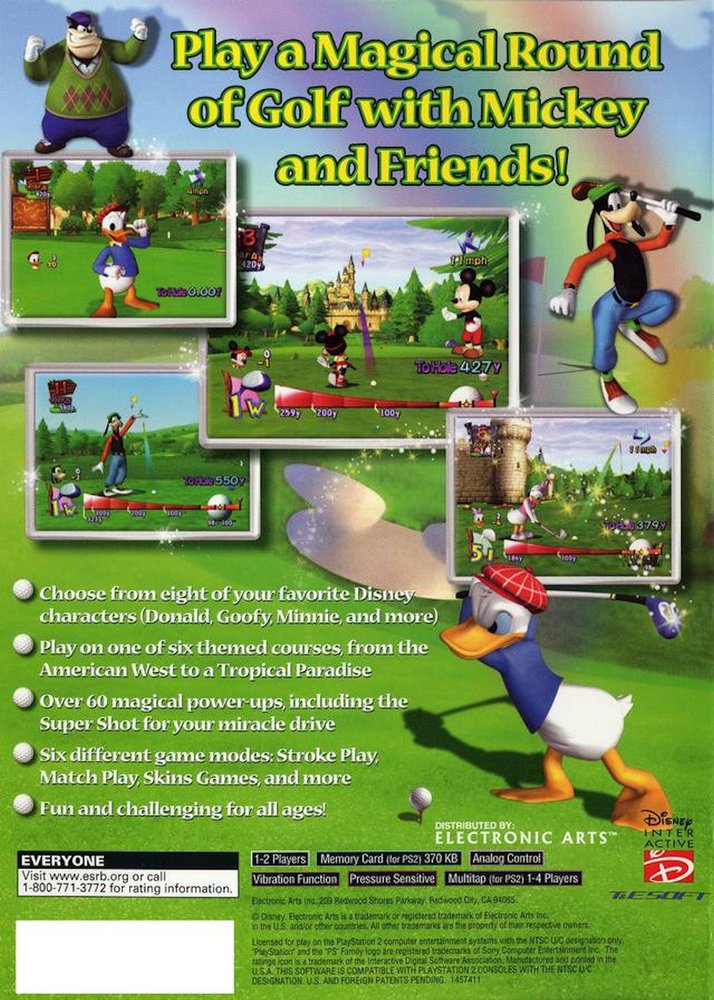 Play a Magical Round
of Golf with Mickey
and Friends!
4mph
To Hole 0.00Y
420y
11mph
To Hole 427Y
1W
259y 200y 100y
To Hole 550Y
11mph
To Hole 379Y
Choose from eight of your favorite Disney
characters (Donald, Goofy, Minnie, and more)
Play on one of six themed courses, from the
American West to a Tropical Paradise
Over 60 magical power-ups, including the
Super Shot for your miracle drive
Six different game modes: Stroke Play,
Match Play, Skins Games, and more
Fun and challenging for all ages!
DISTRIBUTED BY:
ELECTRONIC ARTS™
DISNEY
INTER
ACTIVE
T&E SOFT
EVERYONE
Visit www.esrb.org or call
1-800-771-3772 for rating information.
1-2 Players Memory Card (for PS2) 370 KB Analog Control
Vibration Function Pressure Sensitive Multitap (for PS2) 1-4 Players
Electronic Arts Inc. 209 Redwood Shores Parkway, Redwood City, CA 94065.
© Disney. Electronic Arts is a trademark or registered trademark of Electronic Arts Inc.
in the U.S. and/or other countries. All other trademarks are the property of their respective owners.
Licensed for play on the PlayStation 2 computer entertainment systems with the NTSC U/C designation only.
"PlayStation" and the "PS" Family logo are registered trademarks of Sony Computer Entertainment Inc. The
ratings icon is a trademark of the Interactive Digital Software Association. Manufactured and printed in the
U.S.A. THIS SOFTWARE IS COMPATIBLE WITH PLAYSTATION 2 CONSOLES WITH THE NTSC U/C
DESIGNATION. U.S. AND FOREIGN PATENTS PENDING. 1457411